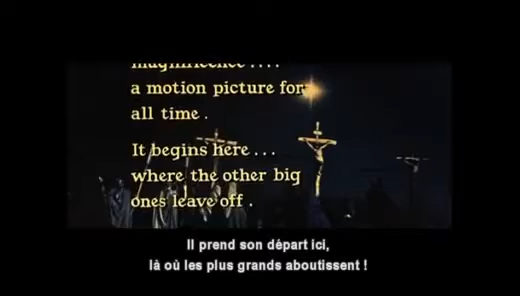 magnificence ....
a motion picture for
all time .
It begins here ...
where the other big
ones leave off .
Il prend son départ ici,
là où les plus grands aboutissent !